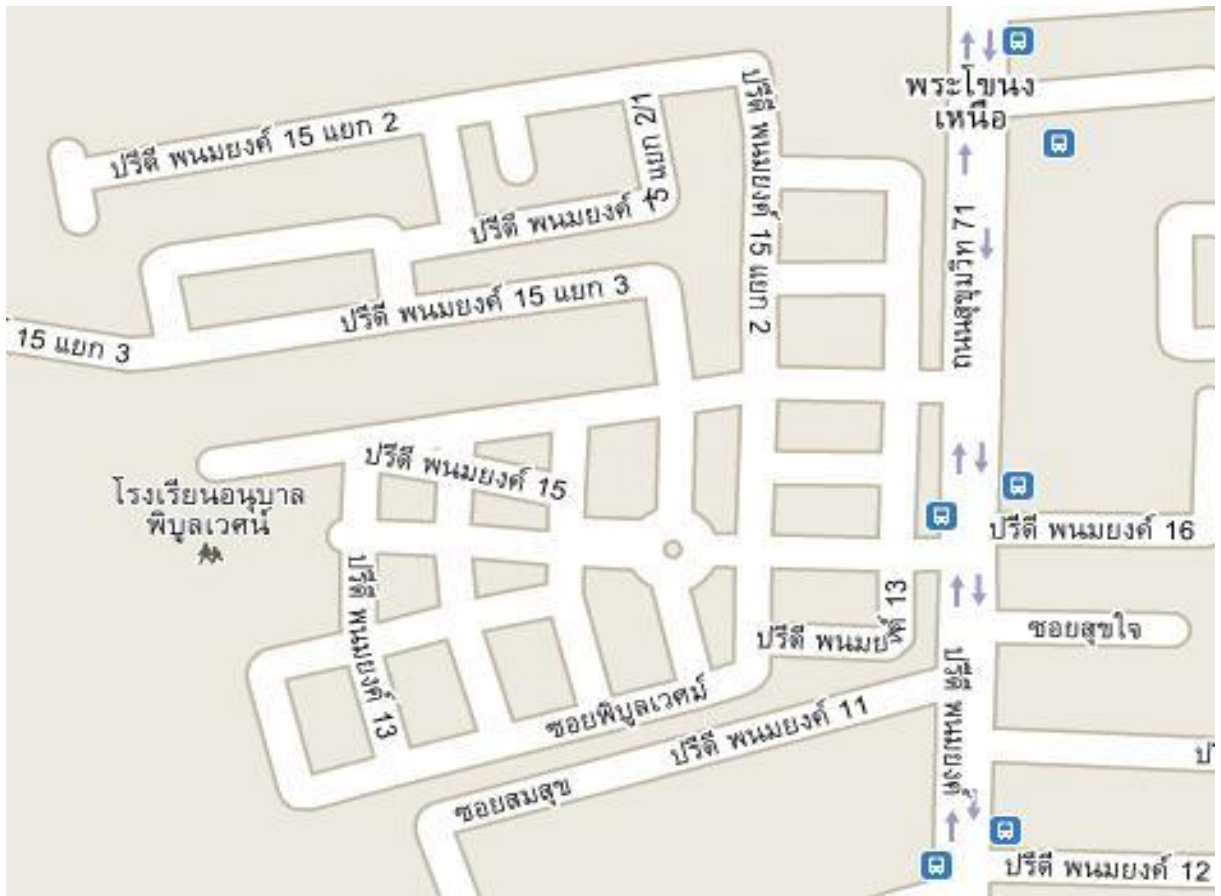 พระโขนง
เหนือ
ปรีดี พนมยงค์ 15 แยก 2
ปรีดี พนมยงค์ 15 แยก 2/1
ปรีดี พนมยงค์ 15 แยก 2
ถนนสุขุมวิท 71
ปรีดี พนมยงค์ 15 แยก 3
15 แยก 3
ปรีดี พนมยงค์ 15
โรงเรียนอนุบาล
พิบูลเวศน์
ปรีดี พนมยงค์ 16
ปรีดี พนมยงค์ 13
ปรีดี พนมยงค์ 13
ซอยสุขใจ
ซอยพิบูลเวศม์
ปรีดี พนมยงค์ 11
ปรีดี พนมยงค์
ซอยสมสุข
ปรีดี พนมยงค์ 12